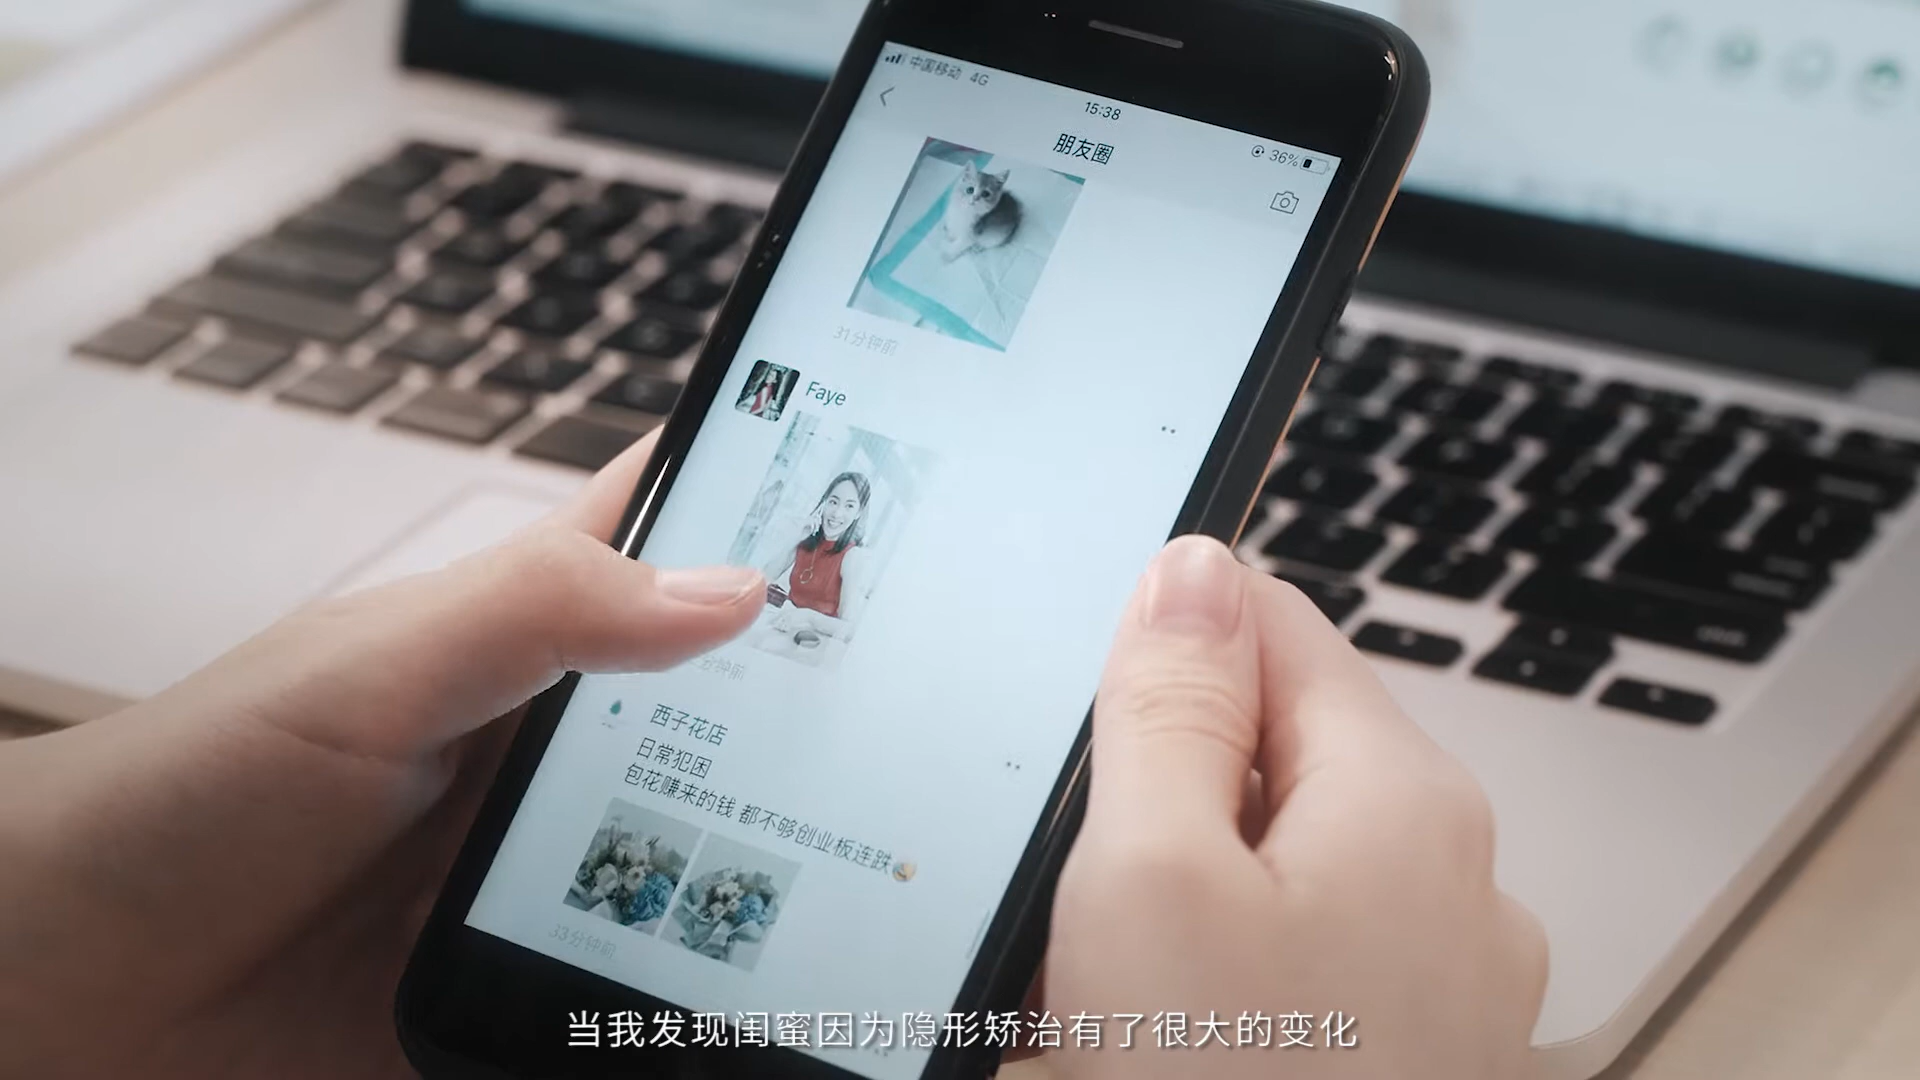 中国移动 4G
15:38
36%
朋友圈
31分钟前
Faye
分钟前
西子花店
日常犯困
包花赚来的钱 都不够创业板连跌
33分钟前
当我发现闺蜜因为隐形矫治有了很大的变化